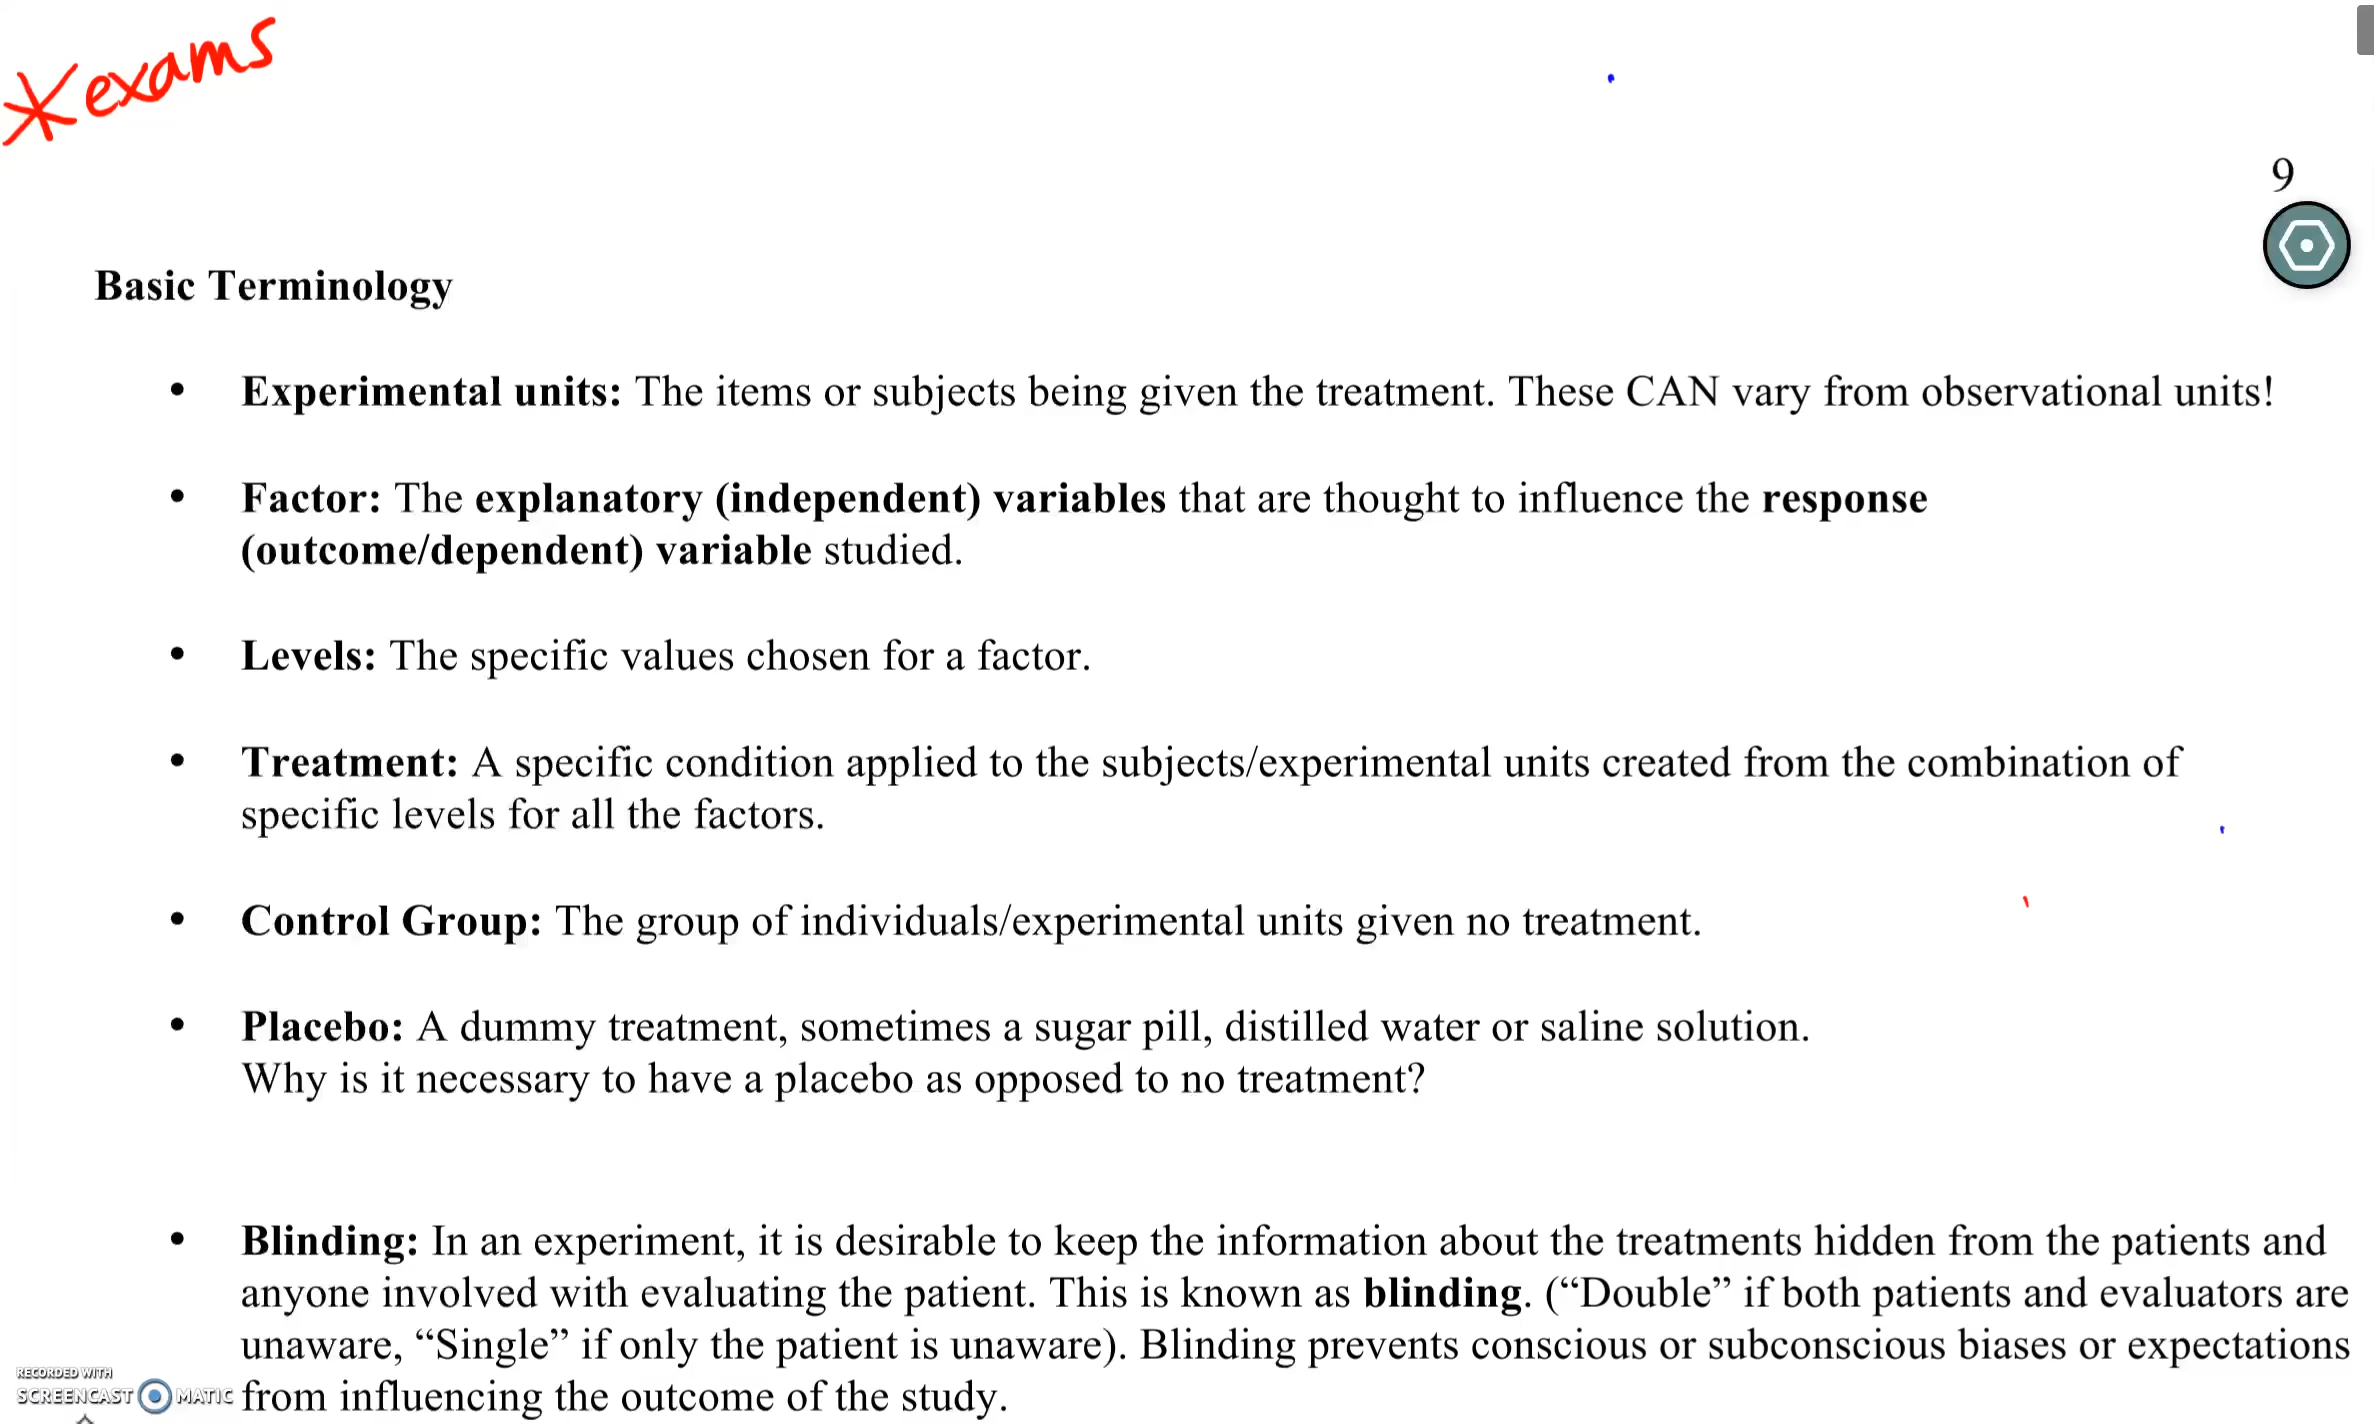 *exams
9
Basic Terminology
• Experimental units: The items or subjects being given the treatment. These CAN vary from observational units!
• Factor: The explanatory (independent) variables that are thought to influence the response
(outcome/dependent) variable studied.
• Levels: The specific values chosen for a factor.
• Treatment: A specific condition applied to the subjects/experimental units created from the combination of
specific levels for all the factors.
• Control Group: The group of individuals/experimental units given no treatment.
• Placebo: A dummy treatment, sometimes a sugar pill, distilled water or saline solution.
Why is it necessary to have a placebo as opposed to no treatment?
• Blinding: In an experiment, it is desirable to keep the information about the treatments hidden from the patients and
anyone involved with evaluating the patient. This is known as blinding. (“Double” if both patients and evaluators are
unaware, “Single” if only the patient is unaware). Blinding prevents conscious or subconscious biases or expectations
from influencing the outcome of the study.
RECORDED WITH
SCREENCAST MATIC